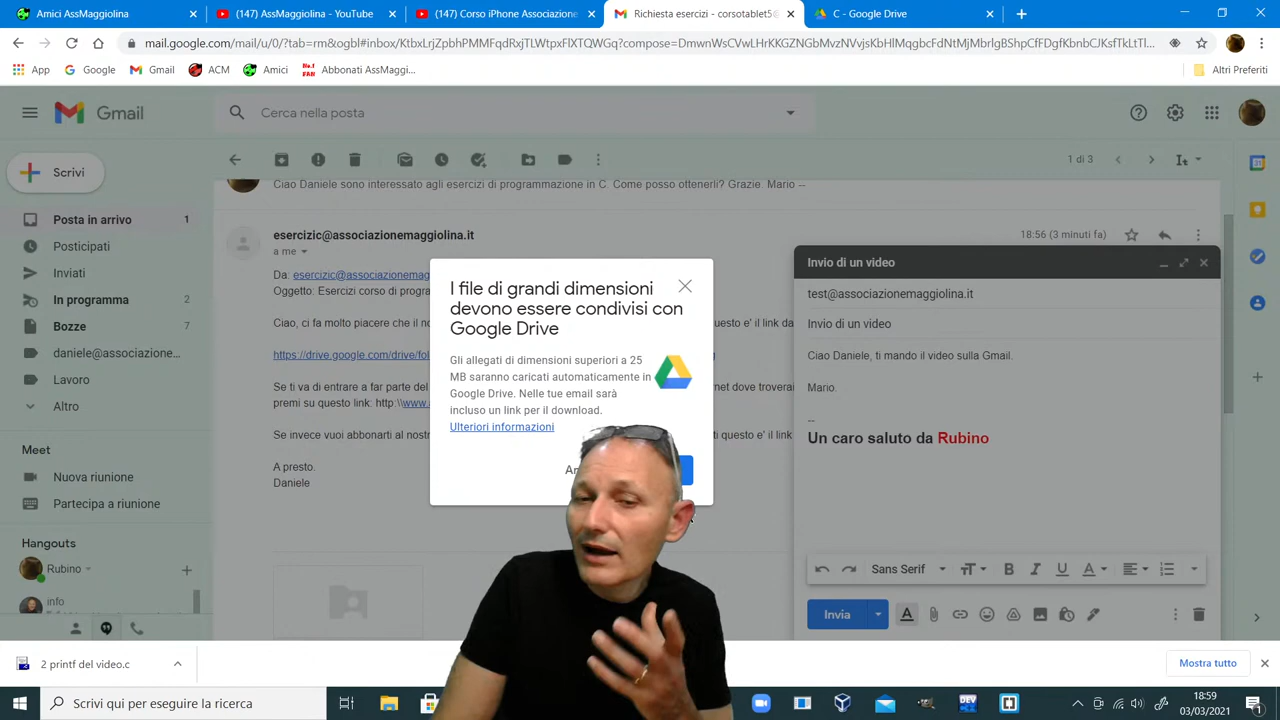 Amici AssMaggiolina
(147) AssMaggiolina - YouTube
(147) Corso iPhone Associazione
Richiesta esercizi - corsotablet5@
C - Google Drive
mail.google.com/mail/u/0/?tab=rm&ogbl#inbox/
App
Google
Gmail
ACM
Amici
Abbonati AssMaggi...
Altri Preferiti
Gmail
Cerca nella posta
Scrivi
1 di 3
Posta in arrivo 1
Posticipati
Inviati
In programma 2
Bozze 7
daniele@associazione...
Lavoro
Altro
Meet
Nuova riunione
Partecipa a riunione
Hangouts
Rubino
info
Ciao Daniele sono interessato agli esercizi di programmazione in C. Come posso ottenerli? Grazie. Mario --
esercizic@associazionemaggiolina.it
18:56 (3 minuti fa)
a me
Da: esercizic@associazionemag
Oggetto: Esercizi corso di progra
Ciao, ci fa molto piacere che il no
questo e' il link da
https://drive.google.com/drive/fol
Se ti va di entrare a far parte del
rnet dove trovera
premi su questo link: http:\\www.a
Se invece vuoi abbonarti al nostr
ti questo e' il link
A presto.
Daniele
I file di grandi dimensioni
devono essere condivisi con
Google Drive
Gli allegati di dimensioni superiori a 25
MB saranno caricati automaticamente in
Google Drive. Nelle tue email sarà
incluso un link per il download.
Ulteriori informazioni
An
Invio di un video
test@associazionemaggiolina.it
Invio di un video
Ciao Daniele, ti mando il video sulla Gmail.
Mario.
--
Un caro saluto da Rubino
Sans Serif
Invia
2 printf del video.c
Mostra tutto
Scrivi qui per eseguire la ricerca
18:59
03/03/2021